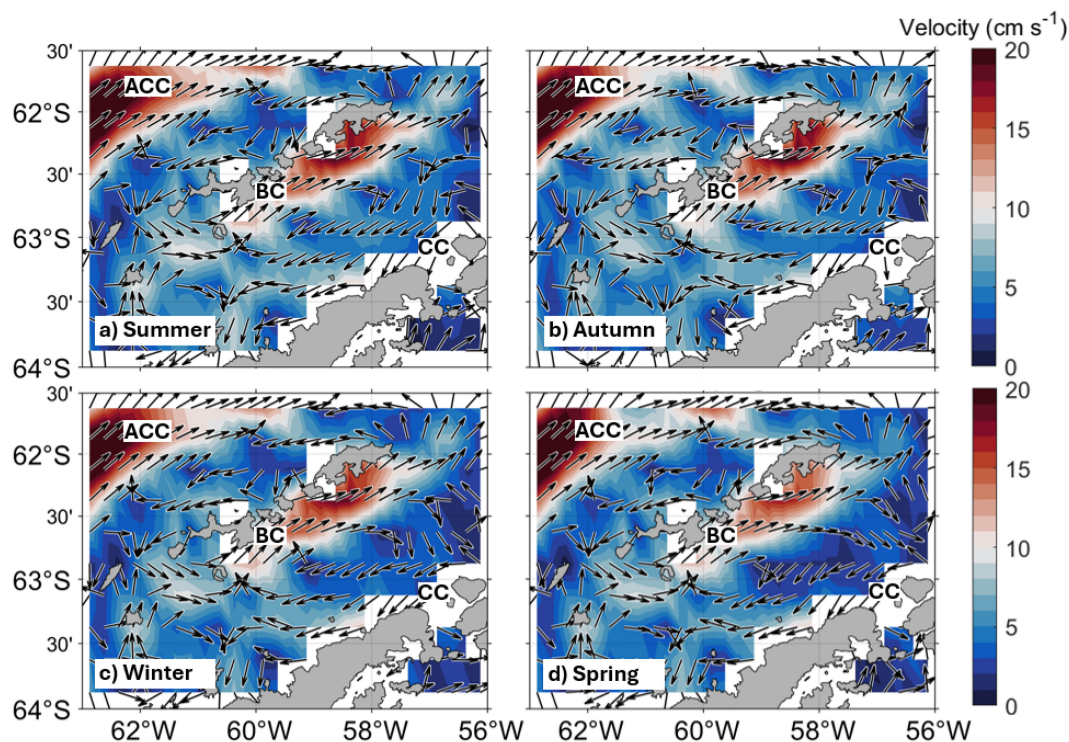 Velocity (cm s⁻¹)
30'
62°S
30'
63°S
30'
64°S
ACC
BC
CC
a) Summer
ACC
BC
CC
b) Autumn
20
15
10
5
0
30'
62°S
30'
63°S
30'
64°S
ACC
BC
CC
c) Winter
ACC
BC
CC
d) Spring
20
15
10
5
0
62°W
60°W
58°W
56°W
62°W
60°W
58°W
56°W